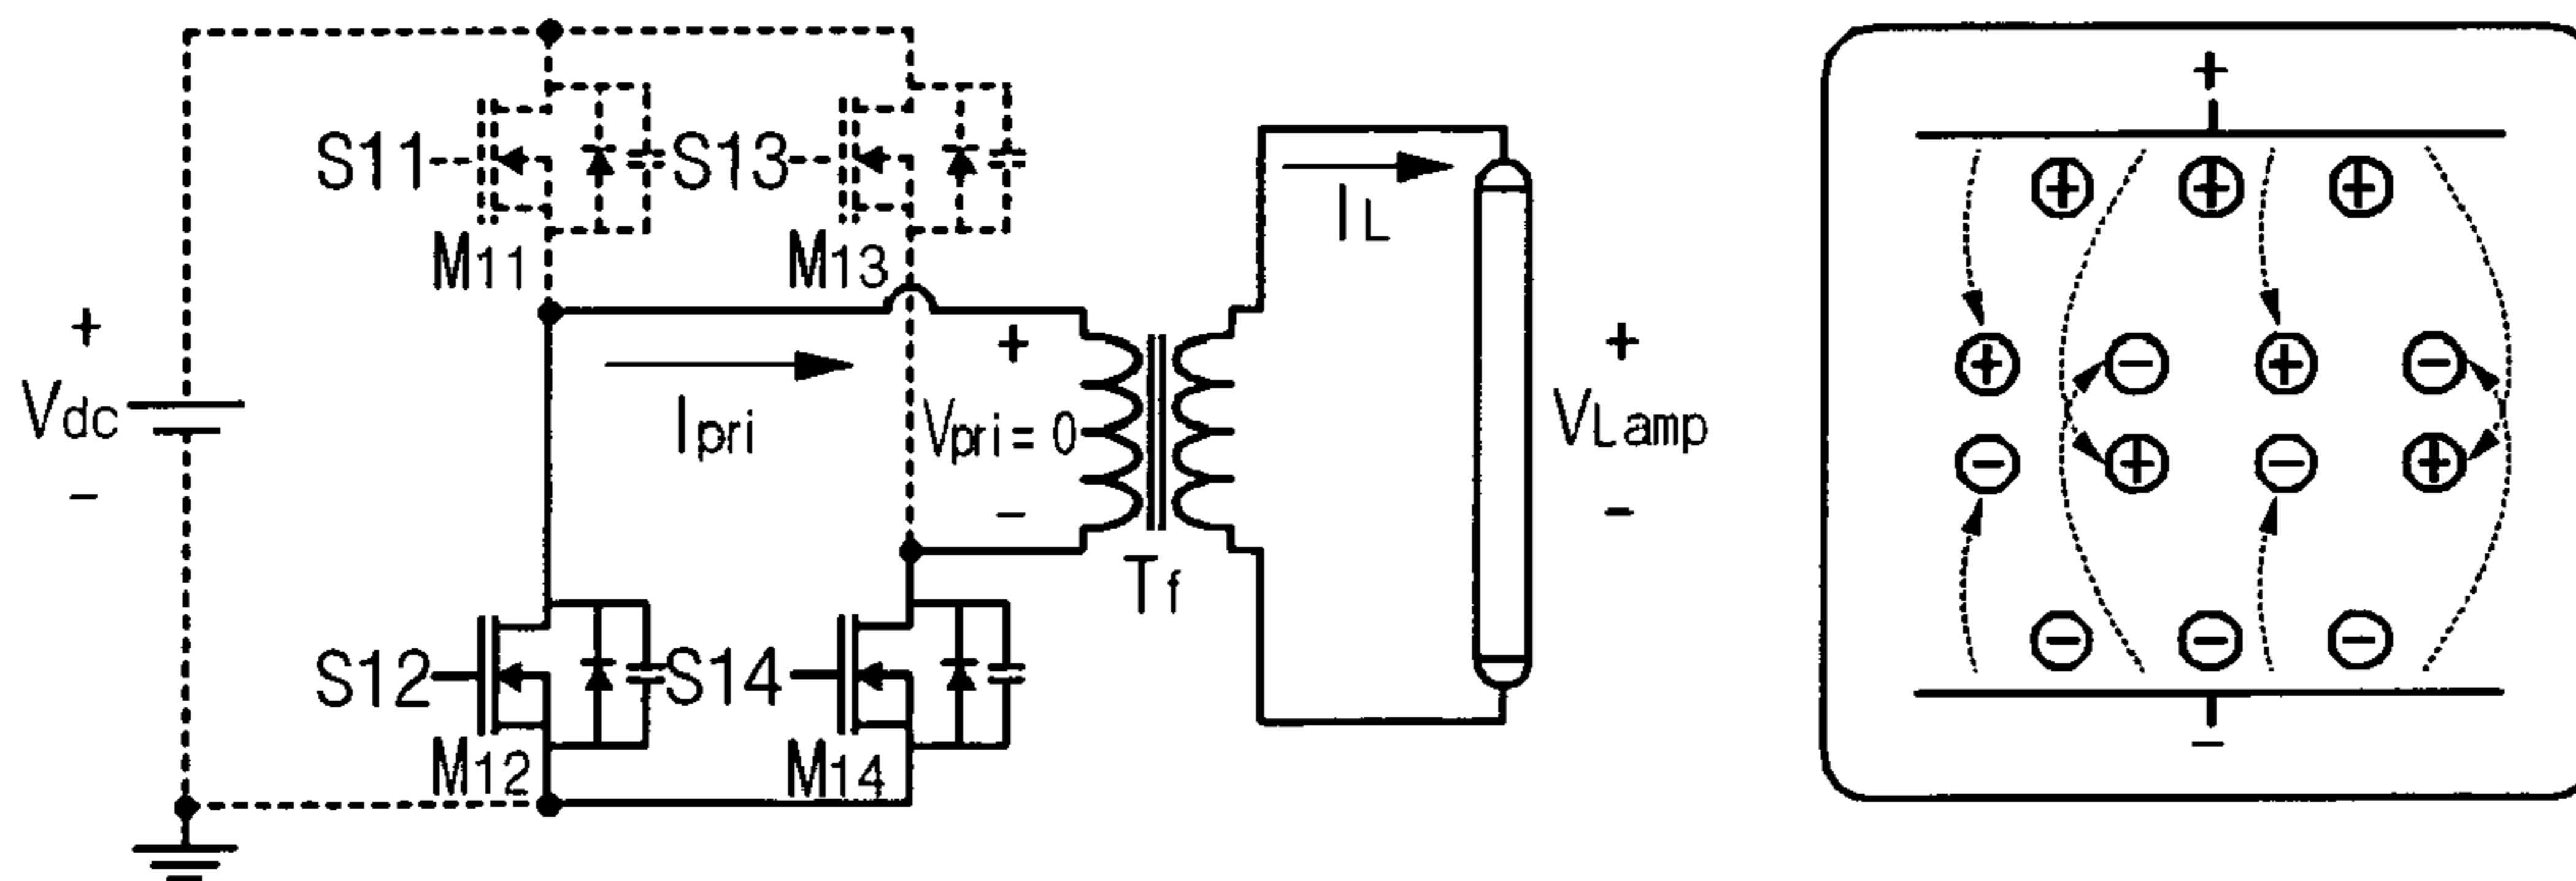 S11
S13
M11
M13
IL
+
Vdc
−
+
Vpri = 0
−
Ipri
+
VLamp
-
Tf
S12
S14
M12
M14
+
+ + +
+ − + −
− + − +
− − −
−